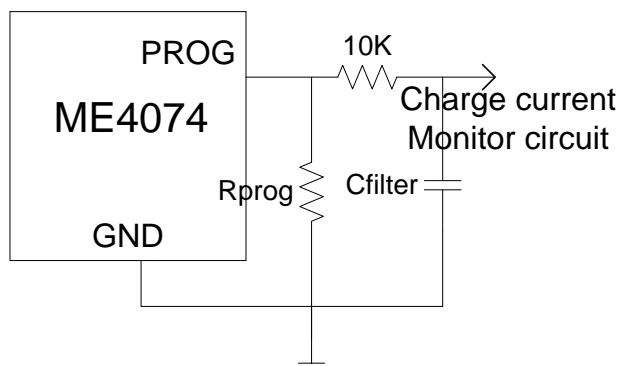 PROG
10K
ME4074
Charge current
Monitor circuit
Rprog
Cfilter
GND